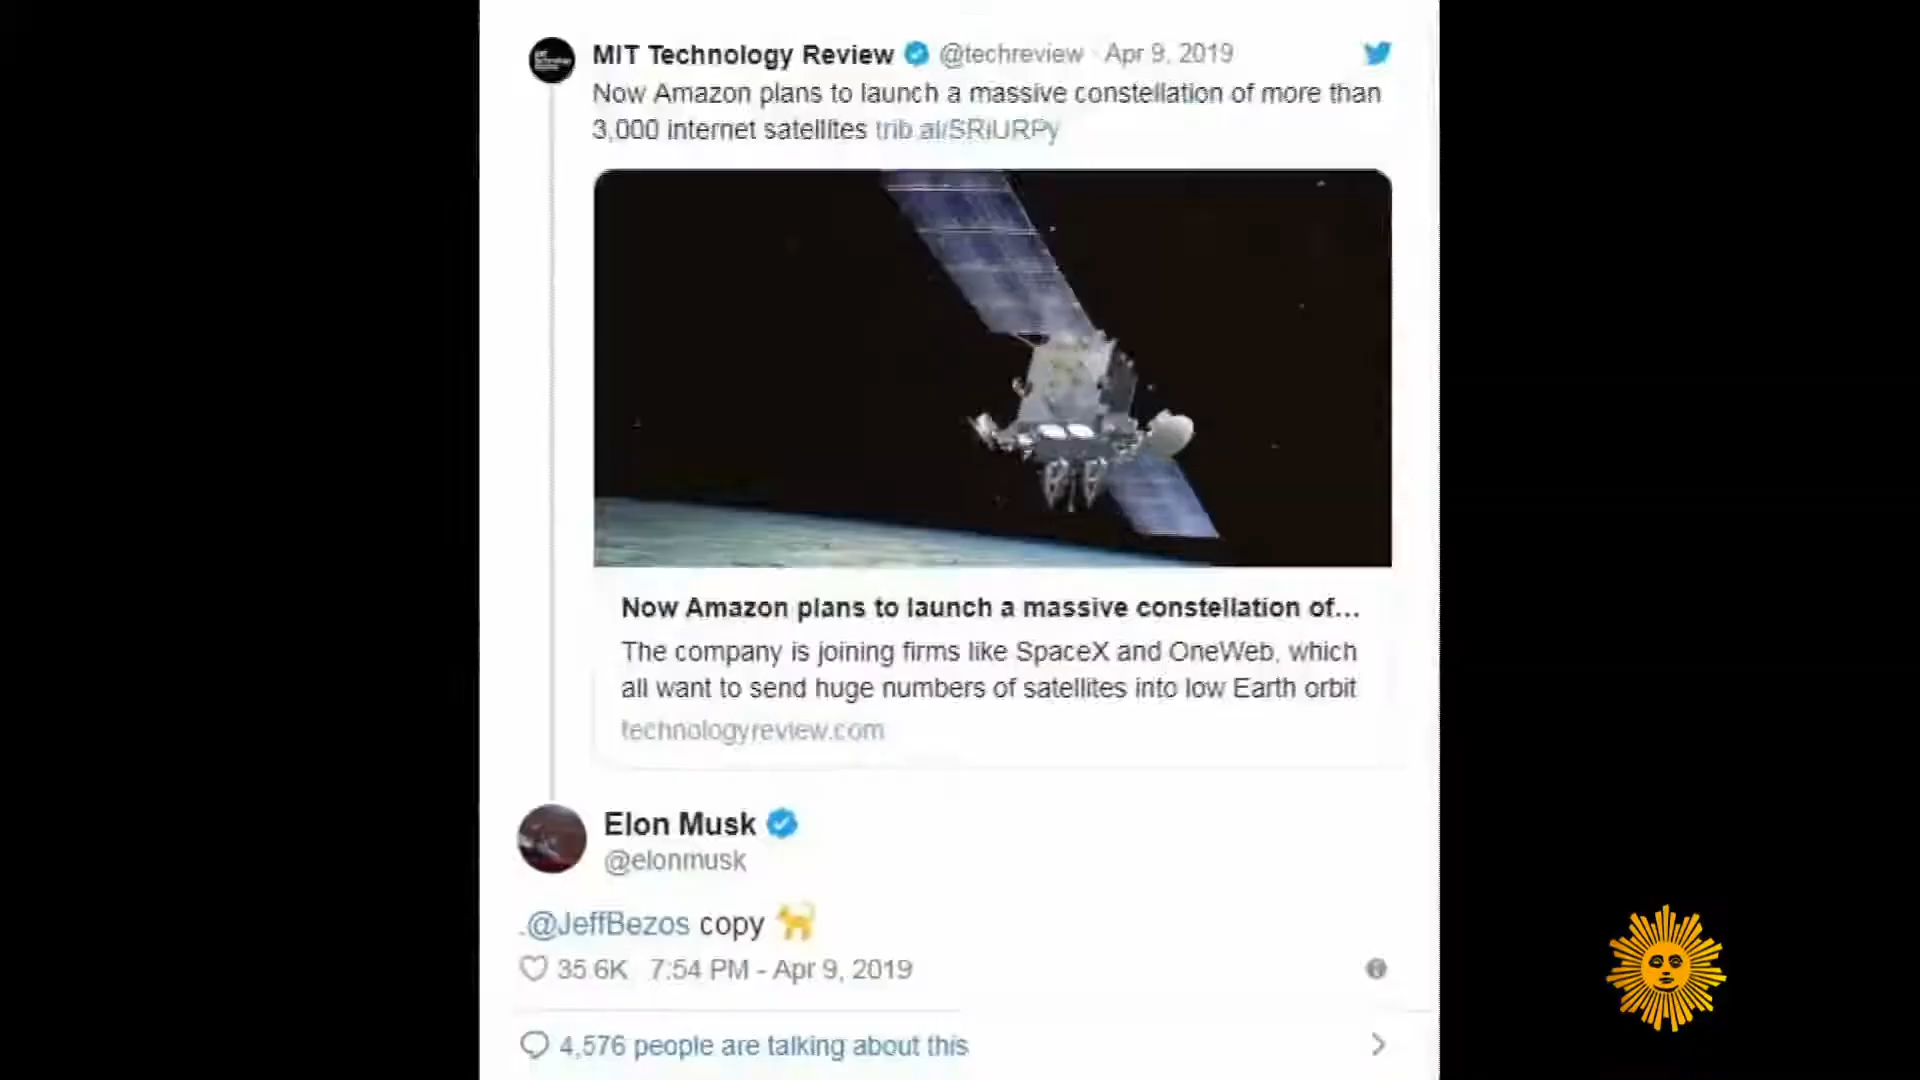 MIT Technology Review @techreview · Apr 9, 2019
Now Amazon plans to launch a massive constellation of more than
3,000 internet satellites trib.al/SRiURPy
Now Amazon plans to launch a massive constellation of...
The company is joining firms like SpaceX and OneWeb, which
all want to send huge numbers of satellites into low Earth orbit
technologyreview.com
Elon Musk
@elonmusk
.@JeffBezos copy 🐈
35.6K 7:54 PM - Apr 9, 2019
4,576 people are talking about this